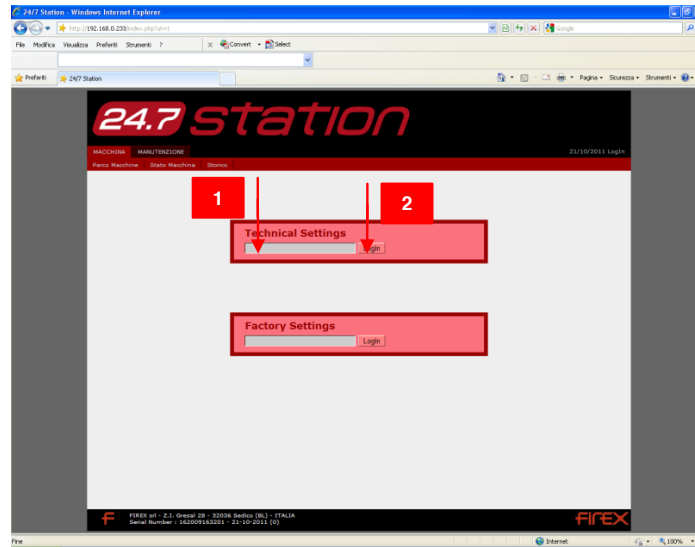 24/7 Station - Windows Internet Explorer
http://192.168.0.233/index.php?ut=1
Google
File Modifica Visualizza Preferiti Strumenti ?
Convert Select
Preferiti 24/7 Station
Pagina Sicurezza Strumenti
24.7 station
MACCHINA MANUTENZIONE 21/10/2011 LogIn
Parco Macchine Stato Macchina Storico
1 2
Technical Settings
Login
Factory Settings
LogIn
FIREX srl - Z.I. Gresal 28 - 32036 Sedico (BL) - ITALIA
Serial Number : 162009163201 - 21-10-2011 (0)
FIREX
Fine Internet 100%